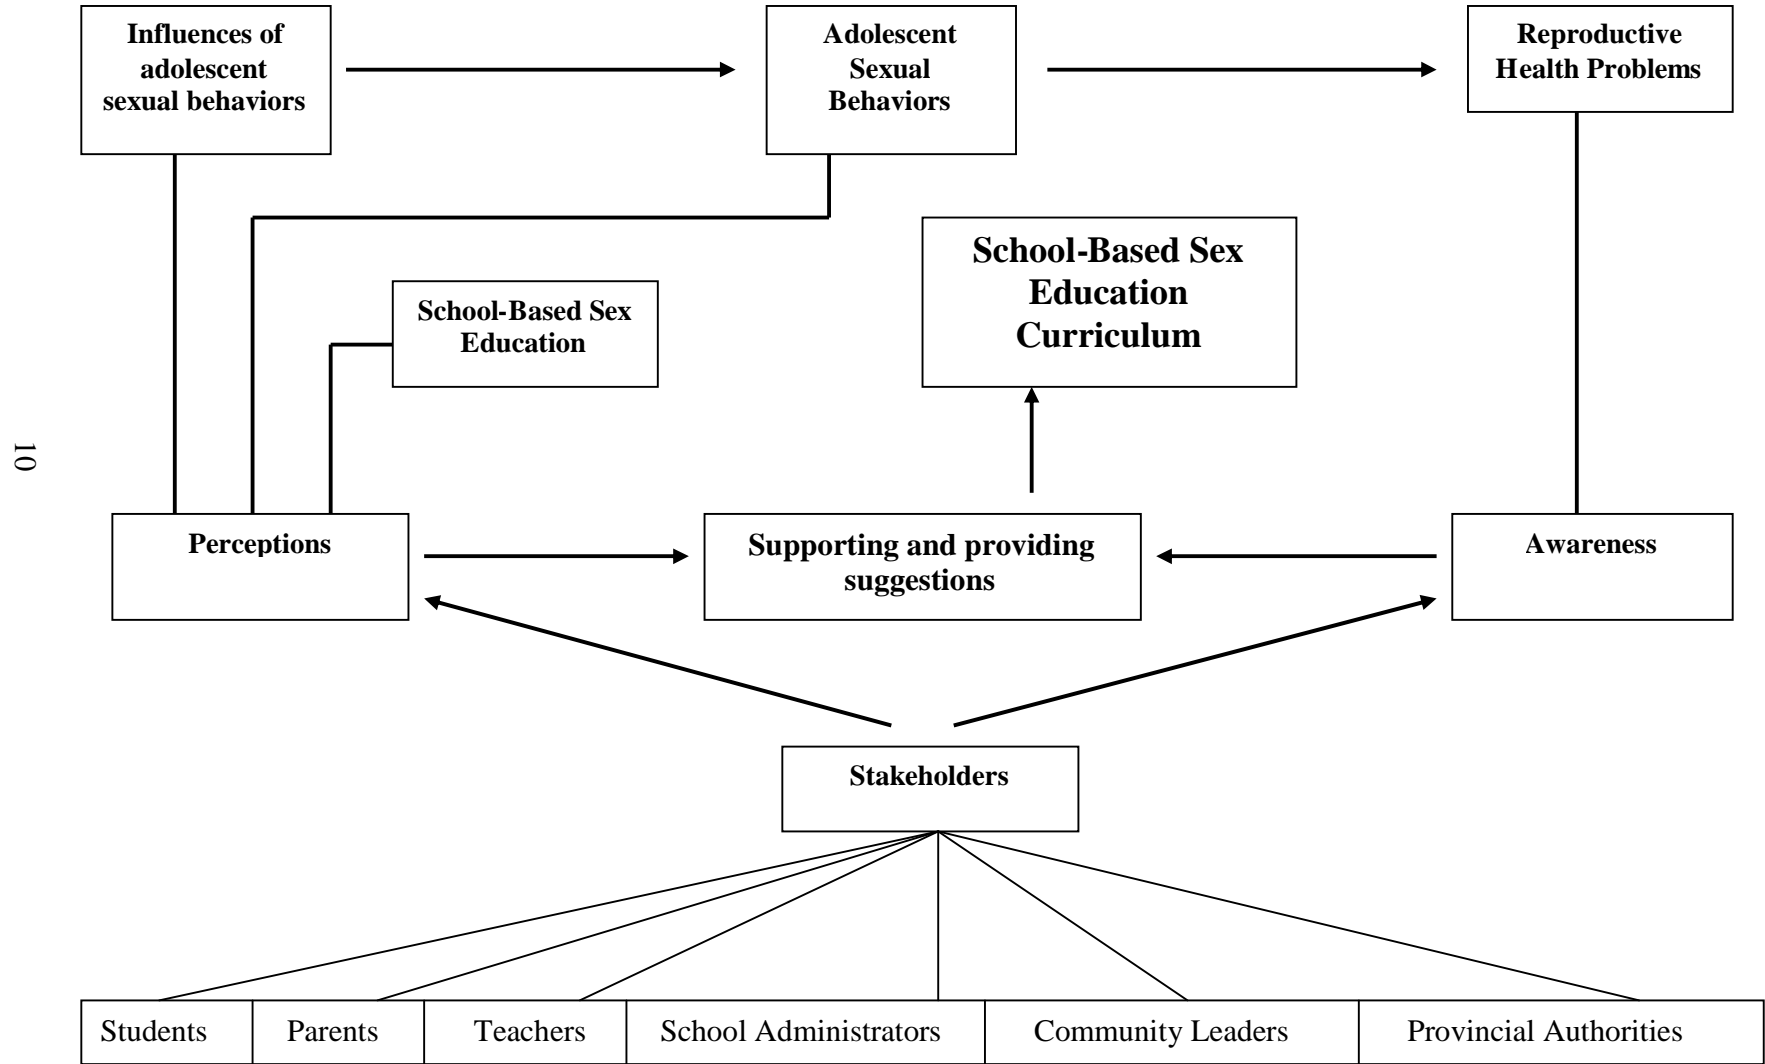 Influences of
adolescent
sexual behaviors
Adolescent
Sexual
Behaviors
Reproductive
Health Problems
School-Based Sex
Education
Curriculum
School-Based Sex
Education
10
Perceptions
Supporting and providing
suggestions
Awareness
Stakeholders
Students
Parents
Teachers
School Administrators
Community Leaders
Provincial Authorities